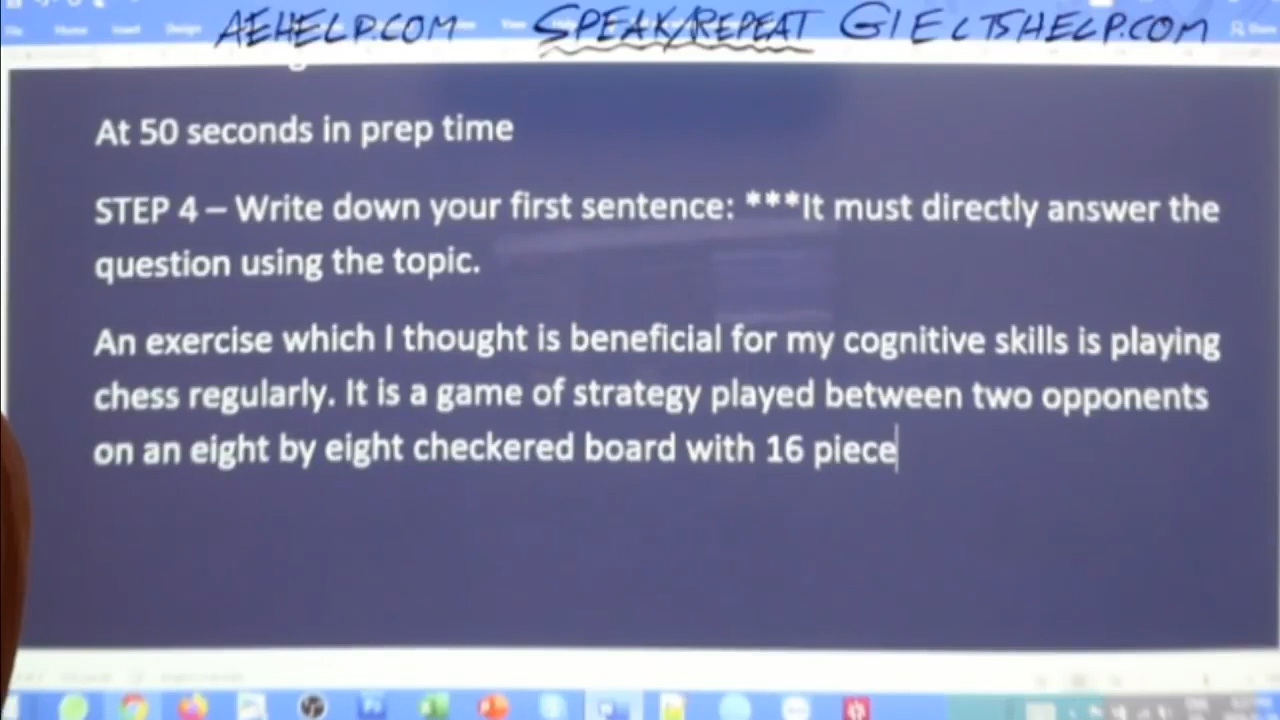 AEHELP.COM SPEAK/REPEAT GIELTSHELP.COM
At 50 seconds in prep time
STEP 4 – Write down your first sentence: ***It must directly answer the
question using the topic.
An exercise which I thought is beneficial for my cognitive skills is playing
chess regularly. It is a game of strategy played between two opponents
on an eight by eight checkered board with 16 piece